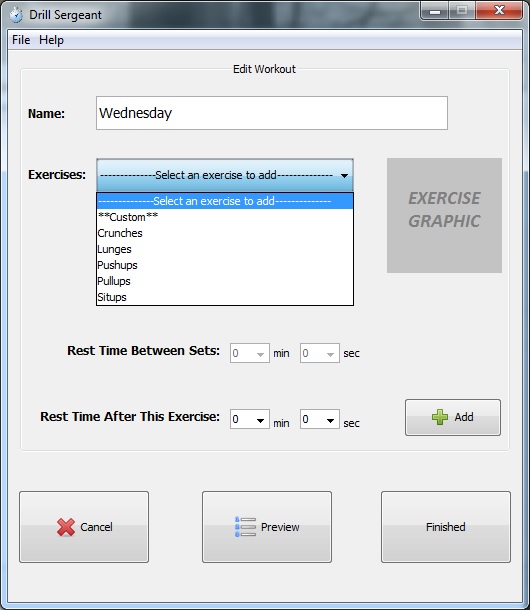 Drill Sergeant
File Help
Edit Workout
Name: Wednesday
Exercises: --------------Select an exercise to add--------------
--------------Select an exercise to add--------------
**Custom**
Crunches
Lunges
Pushups
Pullups
Situps
EXERCISE
GRAPHIC
Rest Time Between Sets: 0 min 0 sec
Rest Time After This Exercise: 0 min 0 sec
Add
Cancel Preview Finished